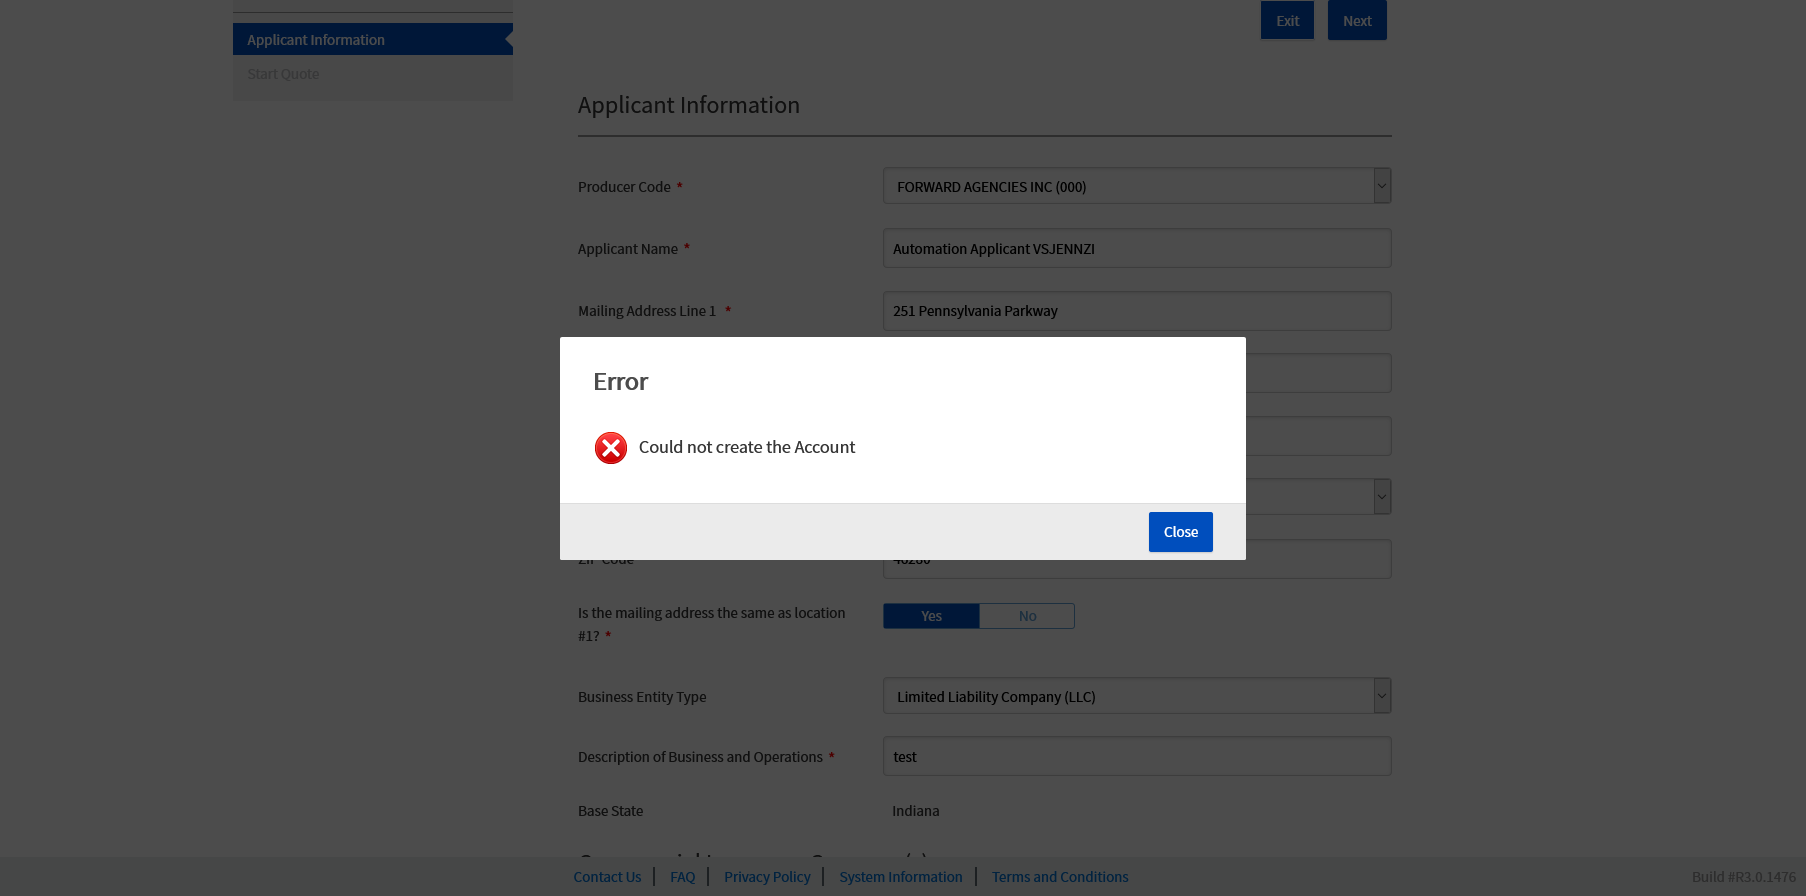 Exit
Next
Applicant Information
Start Quote
Applicant Information
Producer Code *
FORWARD AGENCIES INC (000)
Applicant Name *
Automation Applicant VSJENNZI
Mailing Address Line 1 *
251 Pennsylvania Parkway
Error
Could not create the Account
Close
Is the mailing address the same as location
#1? *
Yes
No
Business Entity Type
Limited Liability Company (LLC)
Description of Business and Operations *
test
Base State
Indiana
Contact Us
FAQ
Privacy Policy
System Information
Terms and Conditions
Build #R3.0.1476